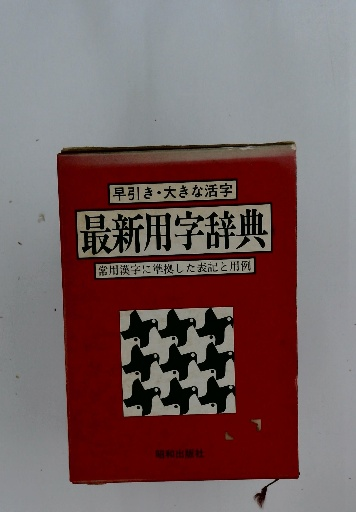 早引き・大きな活字
最新用字辞典
常用漢字に準拠した表記と用例